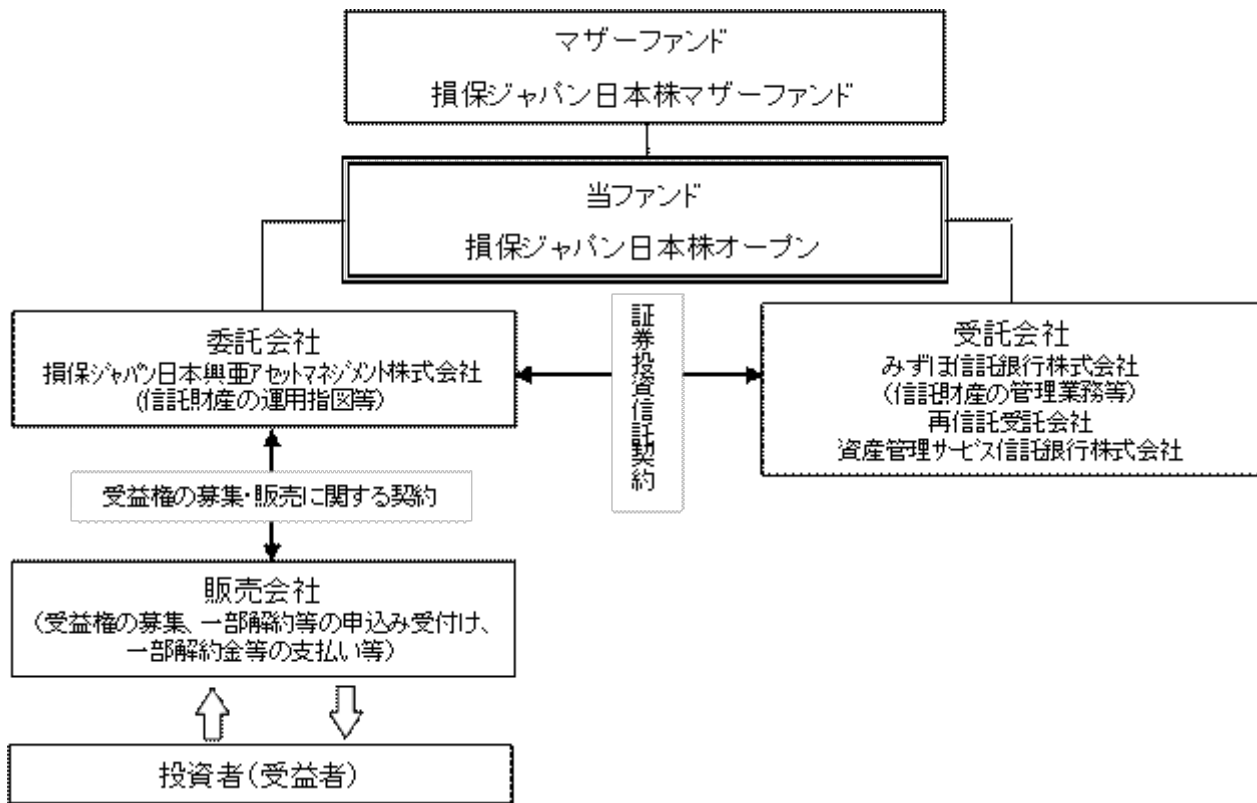 マザーファンド
損保ジャパン日本株マザーファンド
当ファンド
損保ジャパン日本株オープン
委託会社
損保ジャパン日本興亜アセットマネジメント株式会社
(信託財産の運用指図等)
証券投資信託契約
受託会社
みずほ信託銀行株式会社
(信託財産の管理業務等)
再信託受託会社
資産管理サービス信託銀行株式会社
受益権の募集・販売に関する契約
販売会社
(受益権の募集、一部解約等の申込み受付け、
一部解約金等の支払い等)
投資者(受益者)